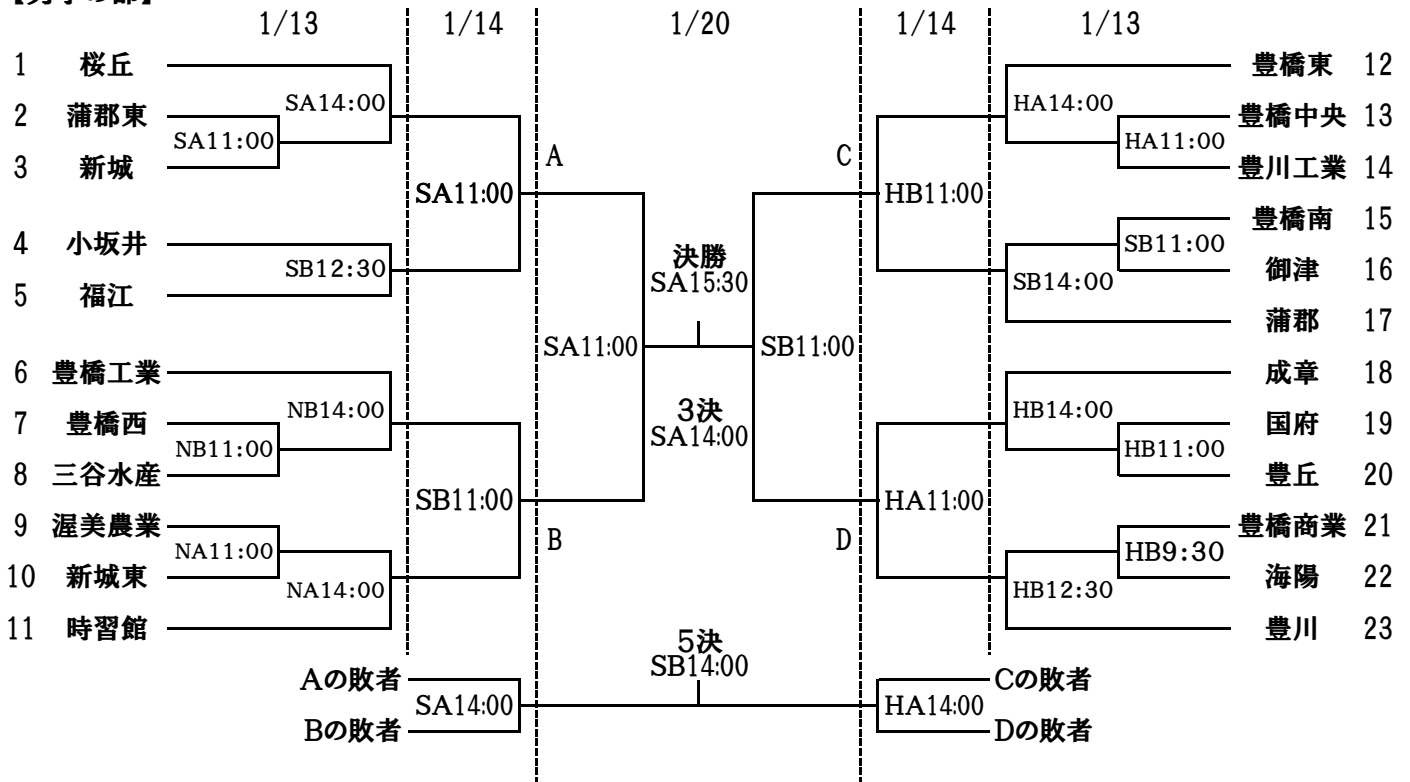 1/13 1/14 1/20 1/14 1/13
1 桜丘 豊橋東 12
SA14:00 HA14:00
2 蒲郡東 豊橋中央 13
SA11:00 HA11:00
3 新城 A C 豊川工業 14
SA11:00 HB11:00
豊橋南 15
4 小坂井 SB11:00
決勝
SB12:30 御津 16
SA15:30 SB14:00
5 福江 蒲郡 17
SA11:00 SB11:00
6 豊橋工業 成章 18
NB14:00 3決 HB14:00
7 豊橋西 SA14:00 国府 19
NB11:00 HB11:00
8 三谷水産 豊丘 20
SB11:00 HA11:00
9 渥美農業 豊橋商業 21
NA11:00 B D HB9:30
10 新城東 海陽 22
NA14:00 HB12:30
11 時習館 豊川 23
5決
SB14:00
Aの敗者 Cの敗者
SA14:00 HA14:00
Bの敗者 Dの敗者